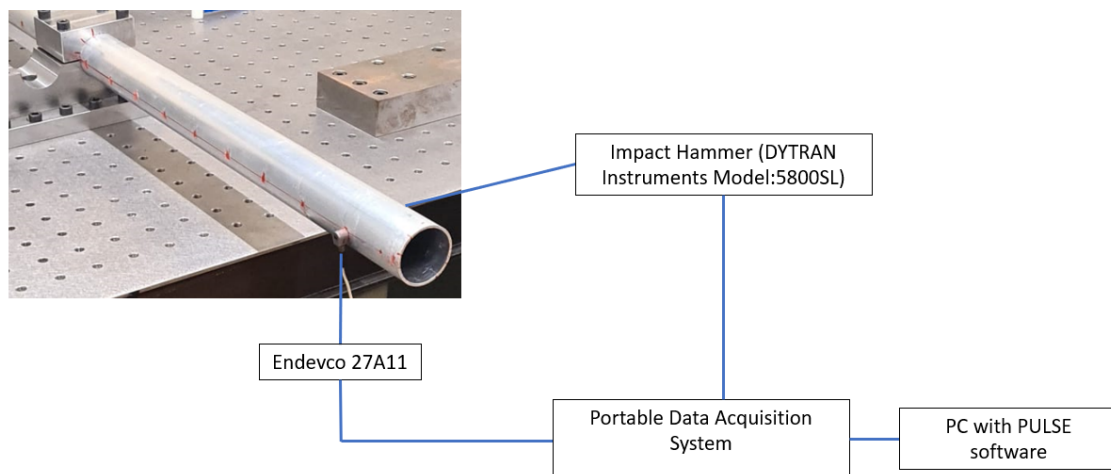 Impact Hammer (DYTRAN
Instruments Model:5800SL)
Endevco 27A11
Portable Data Acquisition
System
PC with PULSE
software